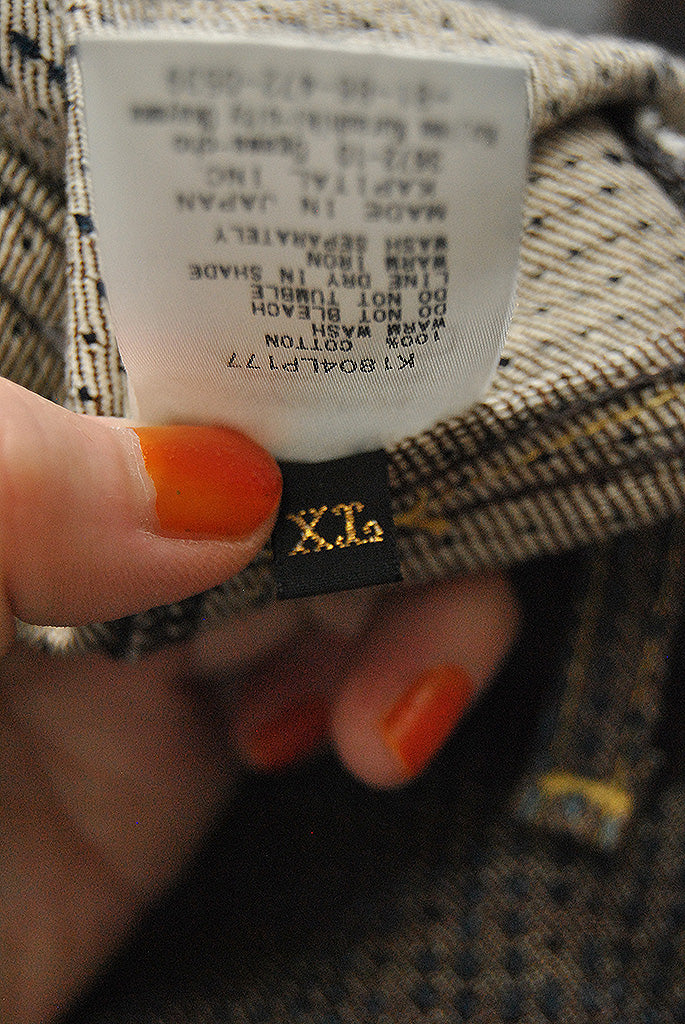 K1804LP177
100% COTTON
WARM WASH
DO NOT BLEACH
DO NOT TUMBLE
LINE DRY IN SHADE
WARM IRON
WASH SEPARATELY
MADE IN JAPAN
KAPITAL INC.
XL